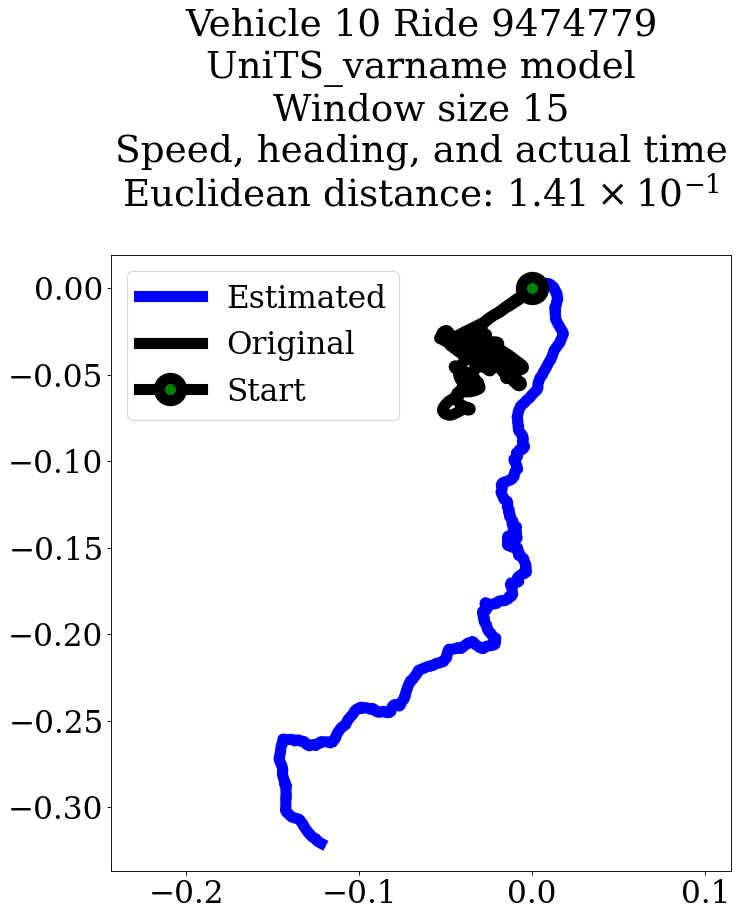 Vehicle 10 Ride 9474779
UniTS_varname model
Window size 15
Speed, heading, and actual time
Euclidean distance: 1.41 × 10⁻¹
Estimated
Original
Start
0.00
−0.05
−0.10
−0.15
−0.20
−0.25
−0.30
−0.2
−0.1
0.0
0.1